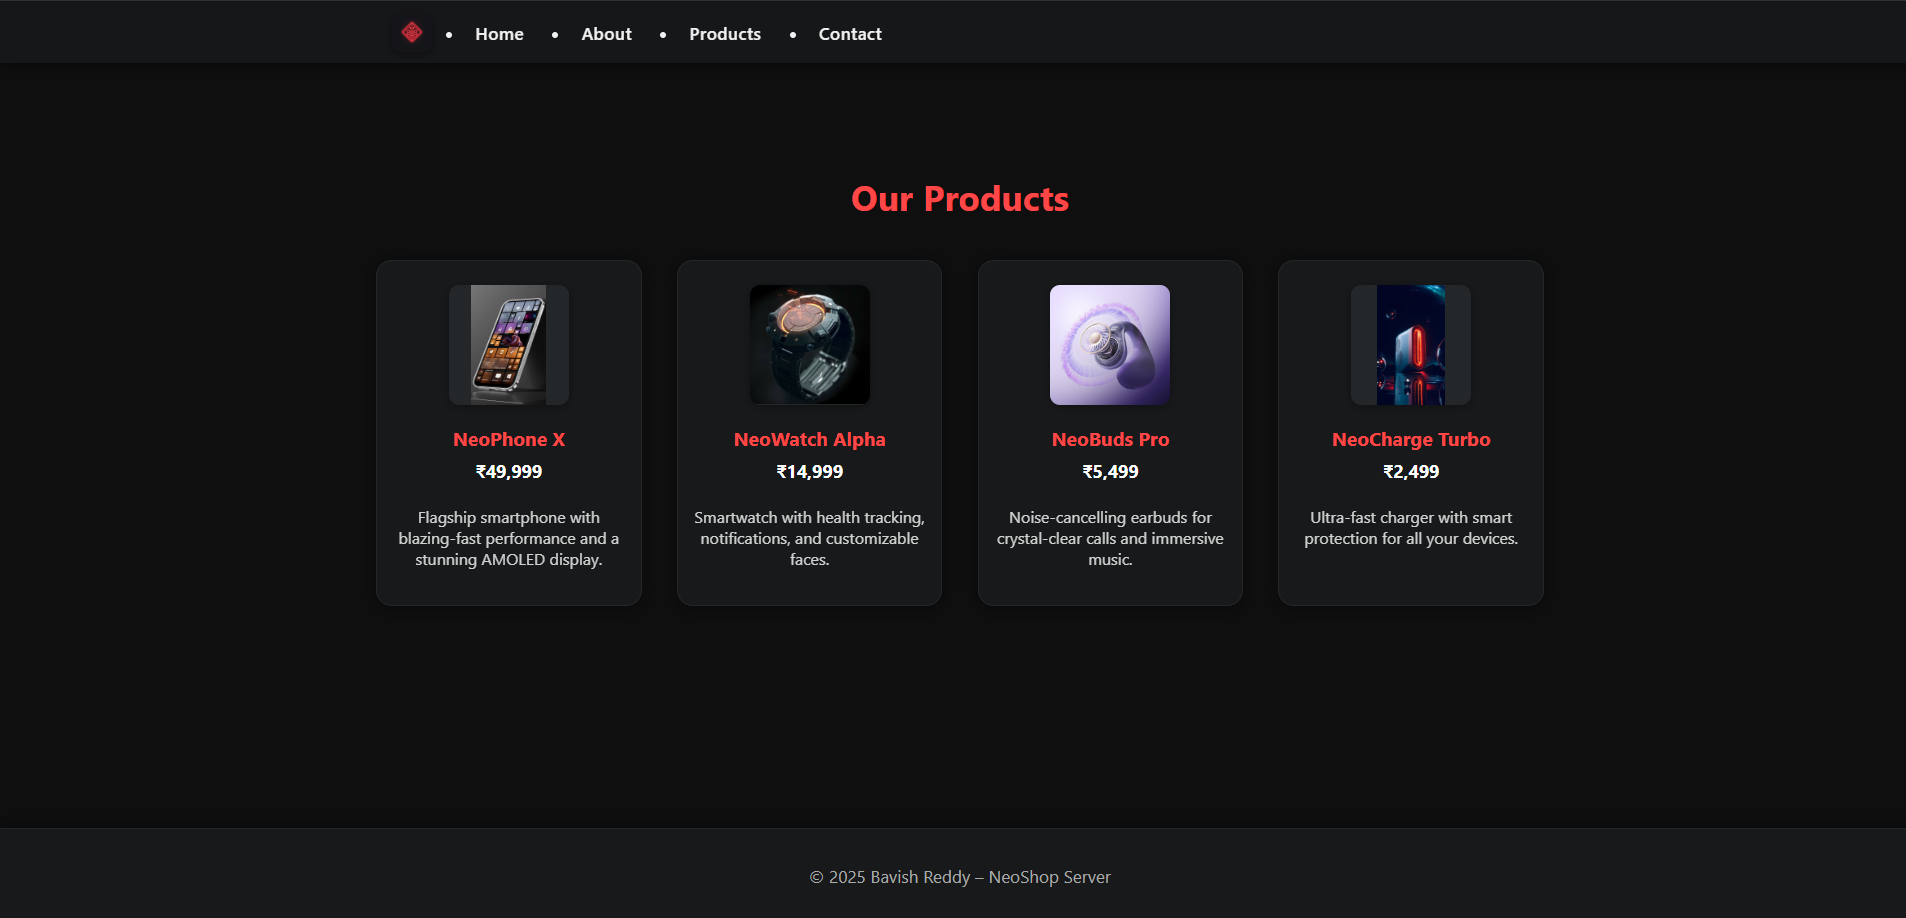 Home
About
Products
Contact
Our Products
NeoPhone X
₹49,999
Flagship smartphone with
blazing-fast performance and a
stunning AMOLED display.
NeoWatch Alpha
₹14,999
Smartwatch with health tracking,
notifications, and customizable
faces.
NeoBuds Pro
₹5,499
Noise-cancelling earbuds for
crystal-clear calls and immersive
music.
NeoCharge Turbo
₹2,499
Ultra-fast charger with smart
protection for all your devices.
© 2025 Bavish Reddy – NeoShop Server